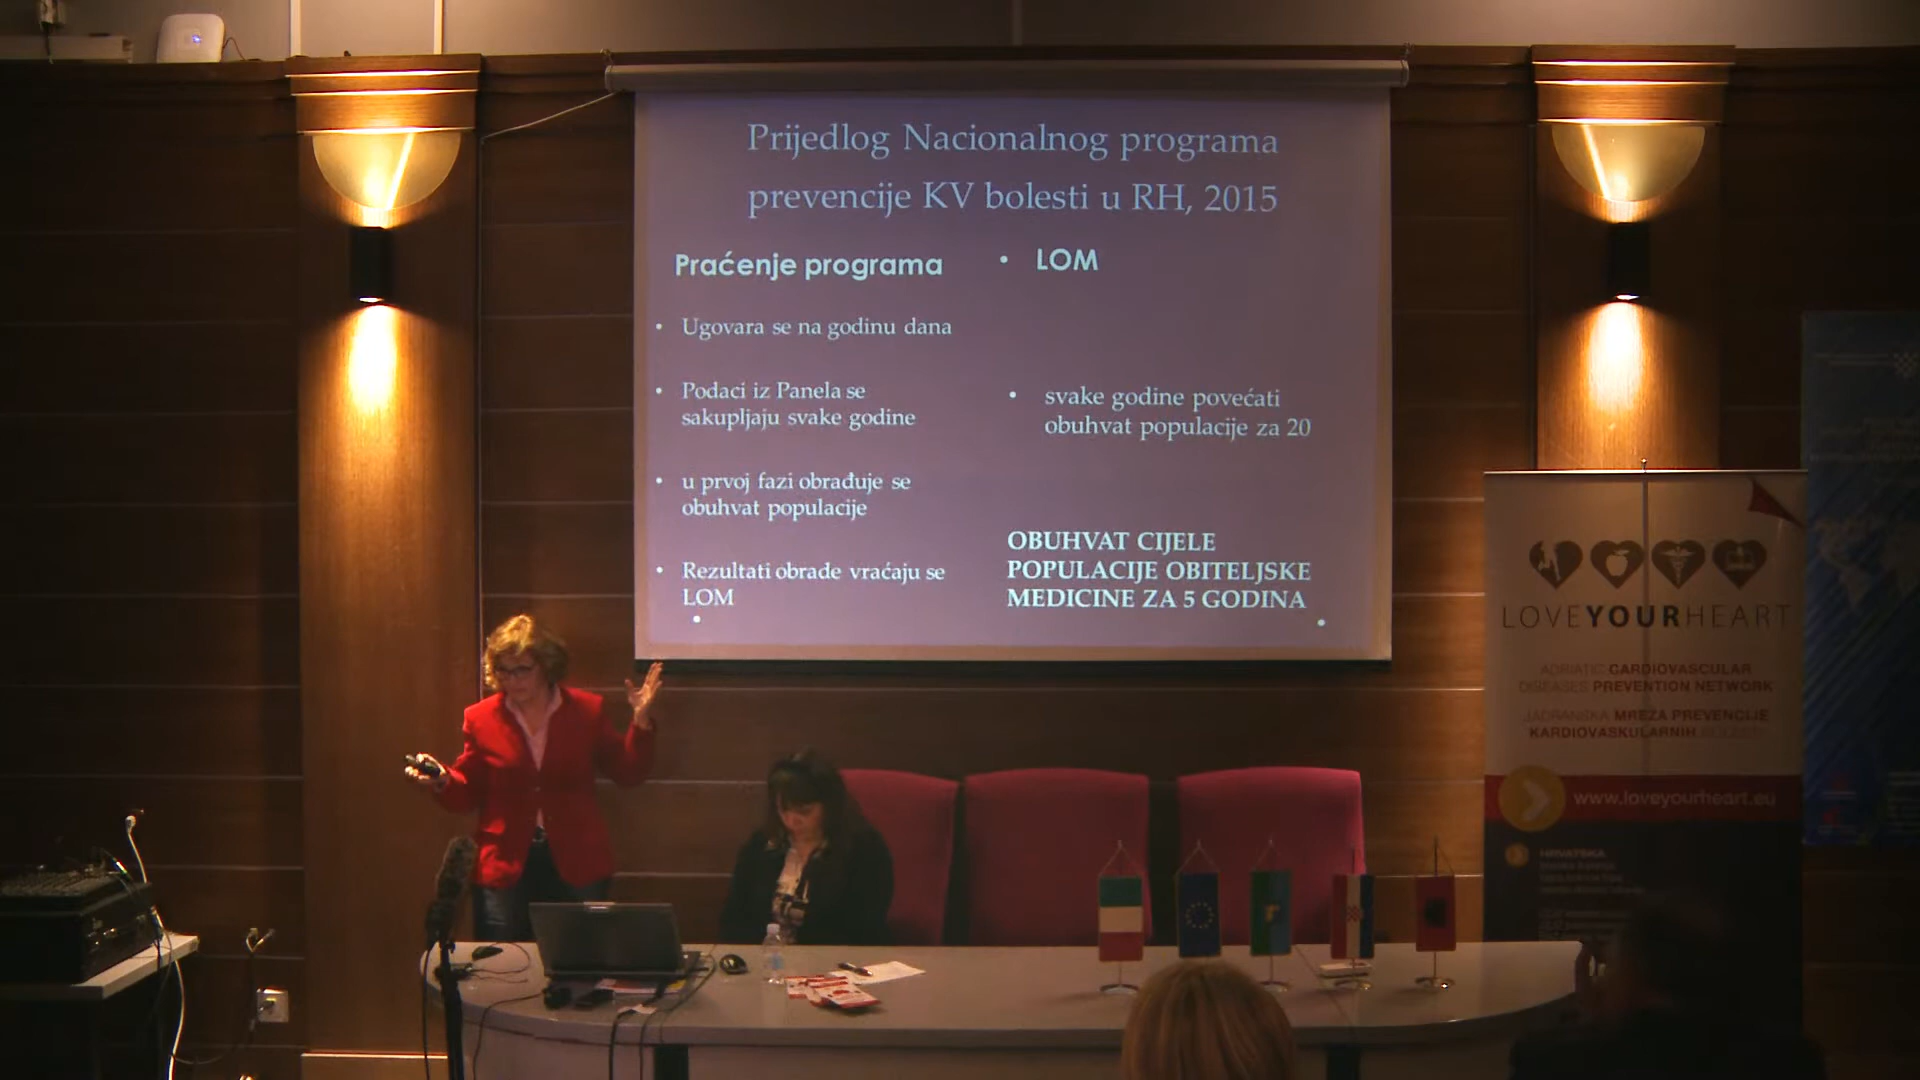 Prijedlog Nacionalnog programa
prevencije KV bolesti u RH, 2015
Praćenje programa
• Ugovara se na godinu dana
• Podaci iz Panela se
sakupljaju svake godine
• u prvoj fazi obrađuje se
obuhvat populacije
• Rezultati obrade vraćaju se
LOM
•
• LOM
• svake godine povećati
obuhvat populacije za 20
OBUHVAT CIJELE
POPULACIJE OBITELJSKE
MEDICINE ZA 5 GODINA
•
LOVEYOURHEART
ADRIATIC CARDIOVASCULAR
DISEASES PREVENTION NETWORK
JADRANSKA MREZA PREVENCIJE
KARDIOVASKULARNIH BOLESTI
www.loveyourheart.eu
HRVATSKA